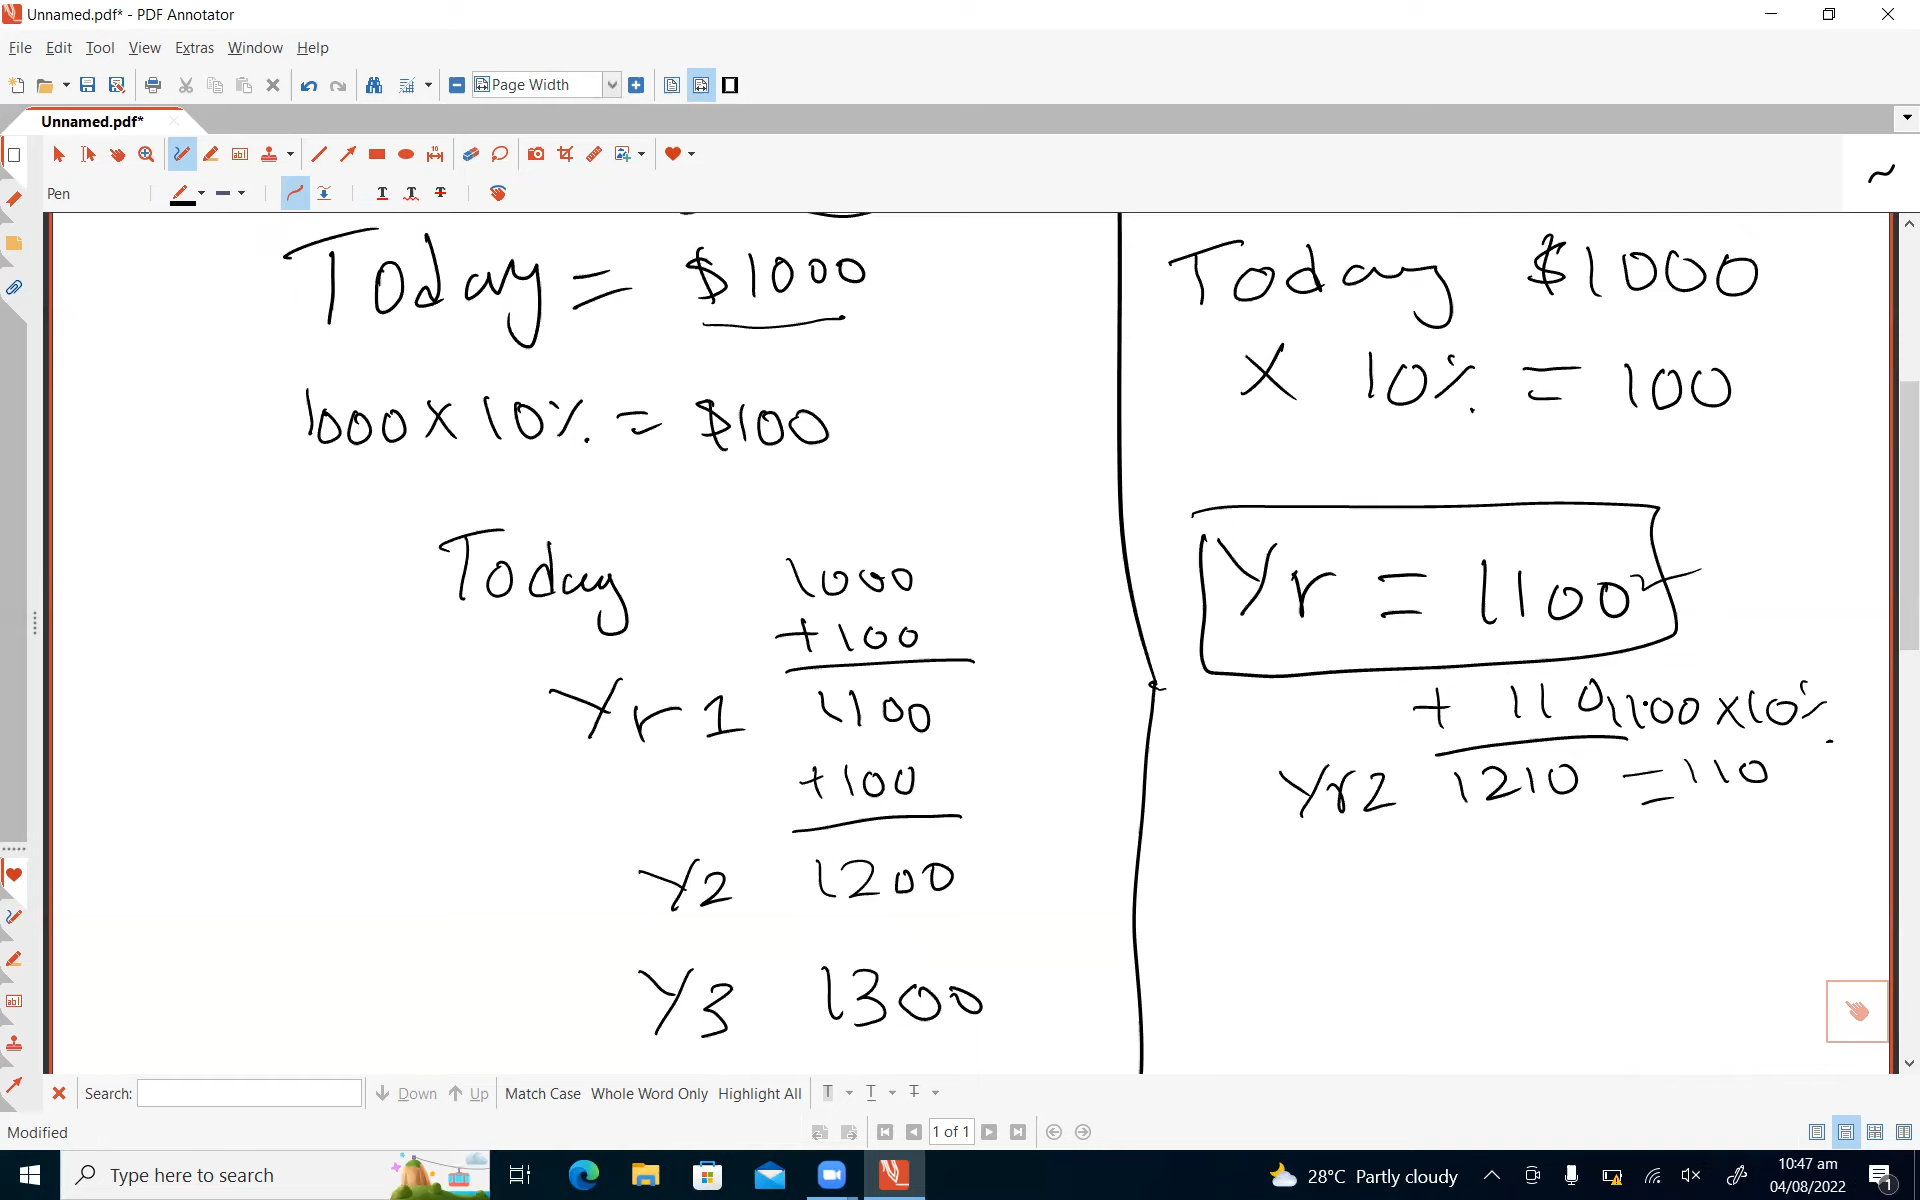 Unnamed.pdf* - PDF Annotator
File Edit Tool View Extras Window Help
Page Width
Unnamed.pdf*
Pen
Today = $1000
1000 X 10% = $100
Today 1000
+100
Yr 1 1100
+100
Y2 1200
Y3 1300
Today $1000
X 10% = 100
Yr = 1100
+ 110 1100 X 10%
Yr2 1210 = 110
Search: Down Up Match Case Whole Word Only Highlight All
Modified 1 of 1
Type here to search 28°C Partly cloudy 10:47 am
04/08/2022 1